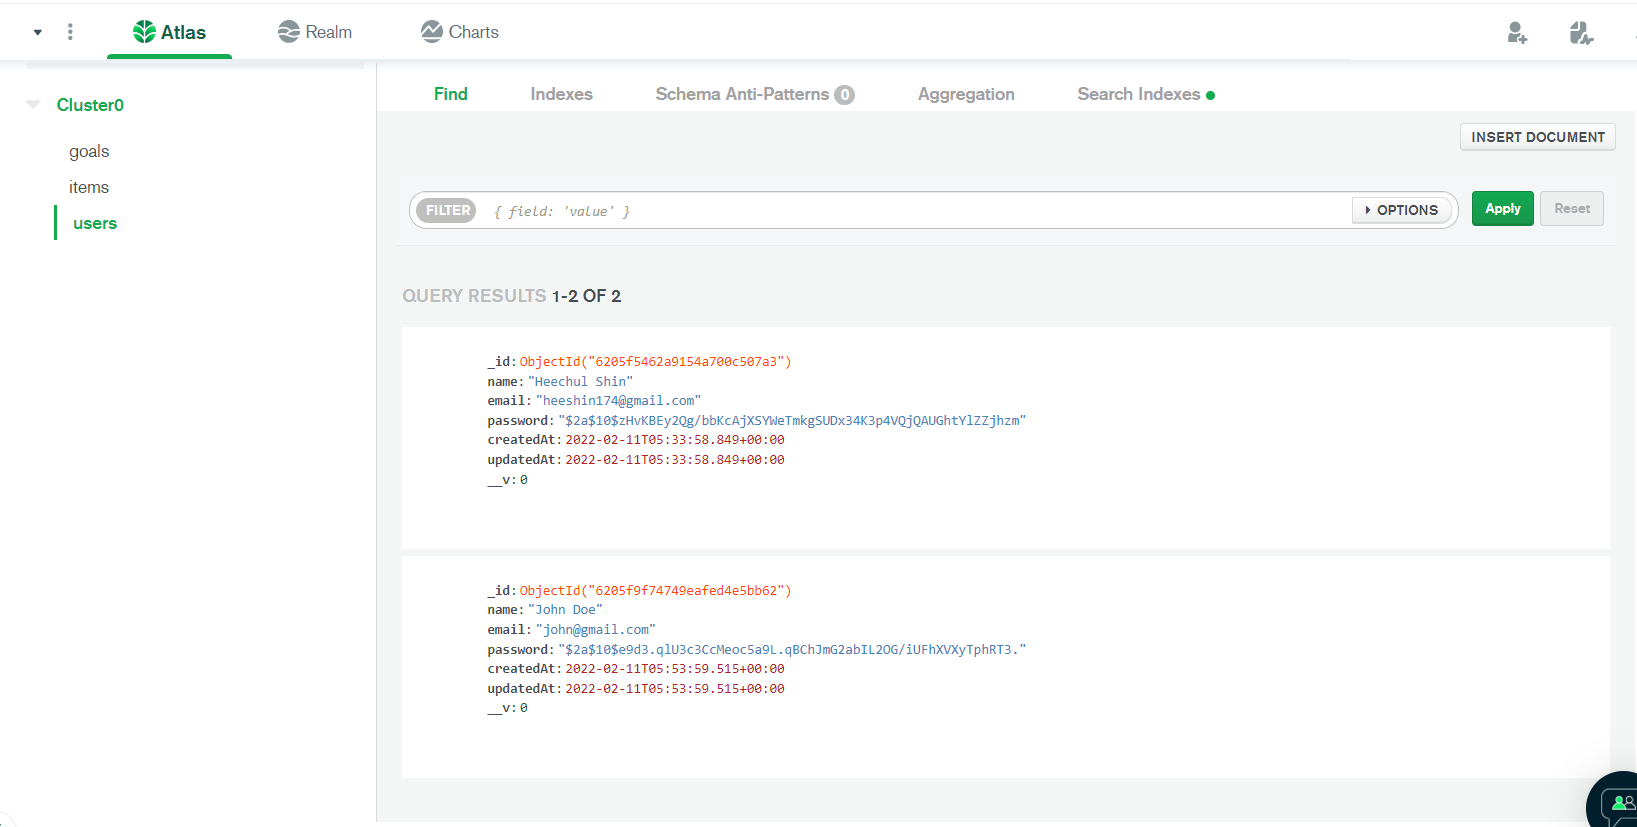 Atlas
Realm
Charts
Cluster0
goals
items
users
Find
Indexes
Schema Anti-Patterns 0
Aggregation
Search Indexes
INSERT DOCUMENT
FILTER
{ field: 'value' }
OPTIONS
Apply
Reset
QUERY RESULTS 1-2 OF 2
_id: ObjectId("6205f5462a9154a700c507a3")
name: "Heechul Shin"
email: "heeshin174@gmail.com"
password: "$2a$10$zHvKBEy2Qg/bbKcAjXSYWeTmkgSUDx34K3p4VQjQAUGhtYlZZjhzm"
createdAt: 2022-02-11T05:33:58.849+00:00
updatedAt: 2022-02-11T05:33:58.849+00:00
__v: 0
_id: ObjectId("6205f9f74749eafed4e5bb62")
name: "John Doe"
email: "john@gmail.com"
password: "$2a$10$e9d3.qlU3c3CcMeoc5a9L.qBChJmG2abIL2OG/iUFhXVXyTphRT3."
createdAt: 2022-02-11T05:53:59.515+00:00
updatedAt: 2022-02-11T05:53:59.515+00:00
__v: 0